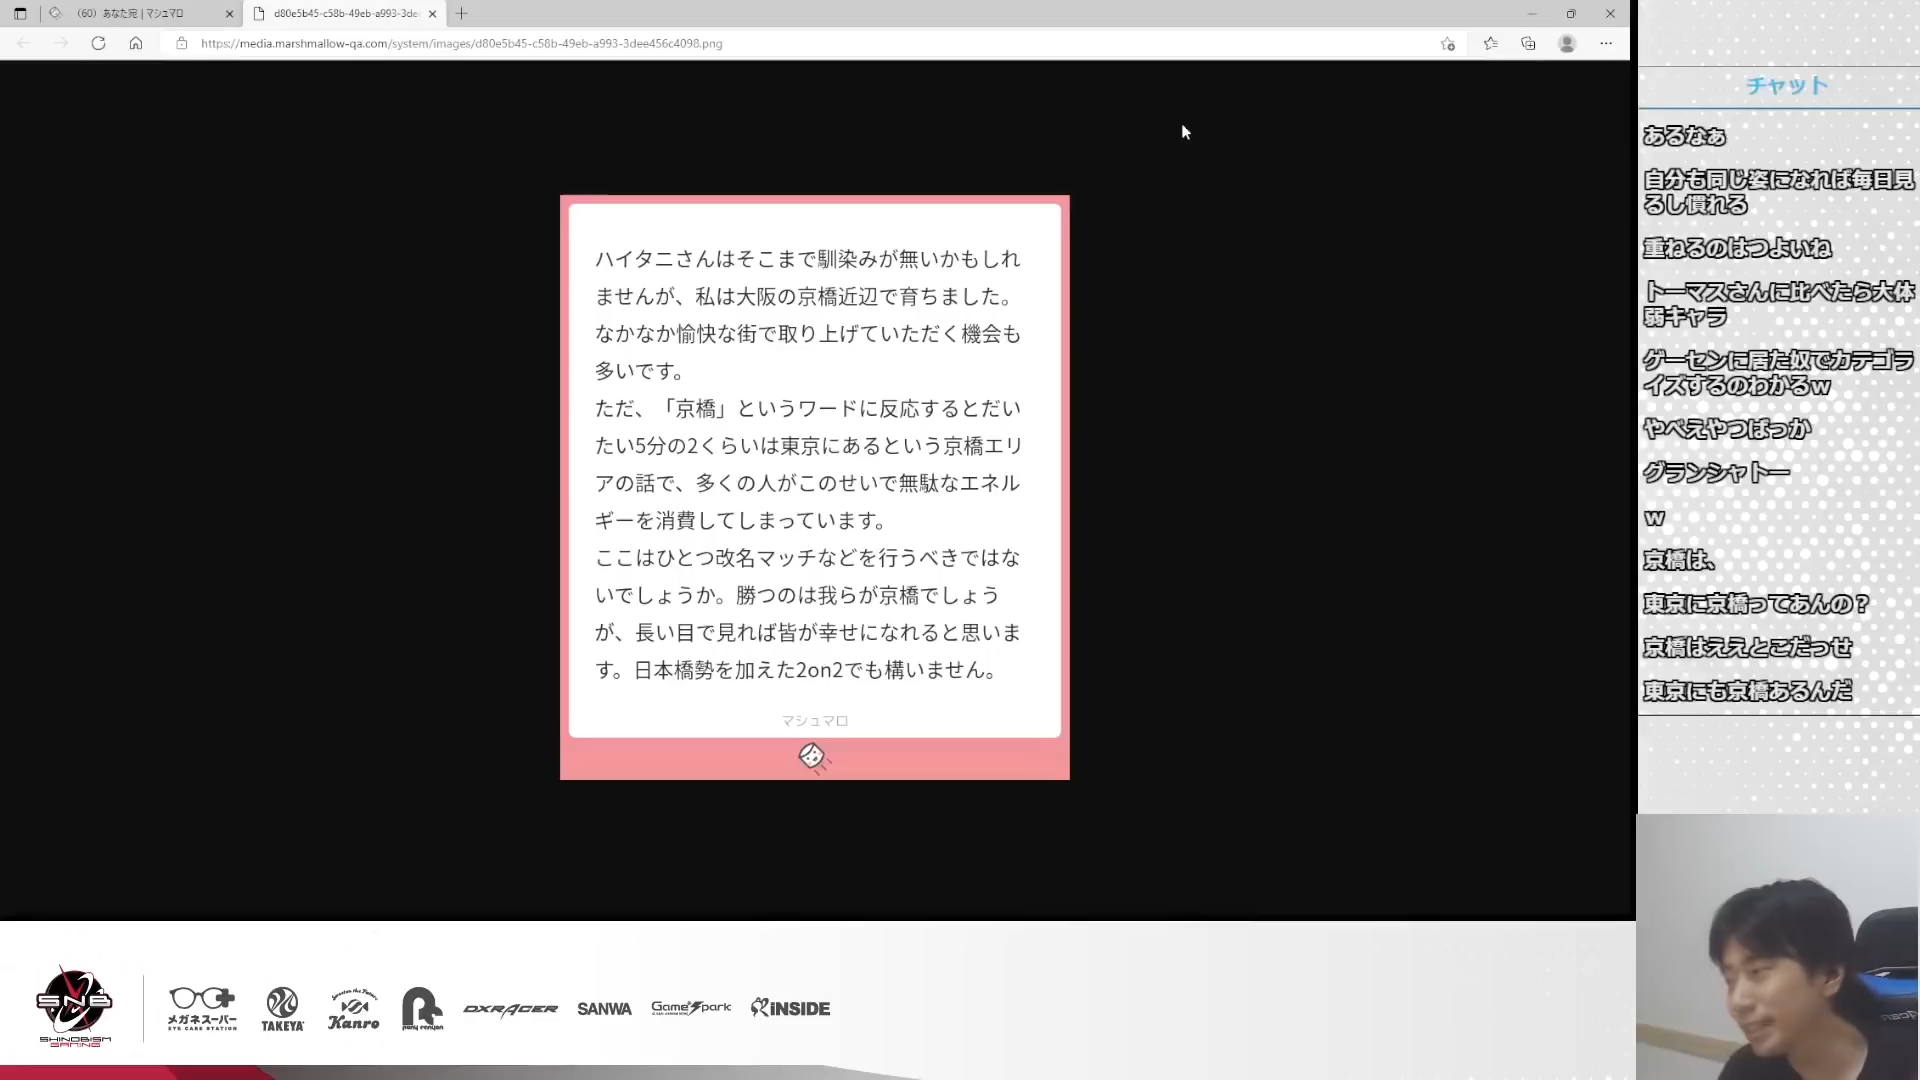 （60）あなた宛 | マシュマロ
d80e5b45-c58b-49eb-a993-3de
https://media.marshmallow-qa.com/system/images/d80e5b45-c58b-49eb-a993-3dee456c4098.png
ハイタニさんはそこまで馴染みが無いかもしれ
ませんが、私は大阪の京橋近辺で育ちました。
なかなか愉快な街で取り上げていただく機会も
多いです。
ただ、「京橋」というワードに反応するとだい
たい5分の2くらいは東京にあるという京橋エリ
アの話で、多くの人がこのせいで無駄なエネル
ギーを消費してしまっています。
ここはひとつ改名マッチなどを行うべきではな
いでしょうか。勝つのは我らが京橋でしょう
が、長い目で見れば皆が幸せになれると思いま
す。日本橋勢を加えた2on2でも構いません。
マシュマロ
チャット
あるなぁ
自分も同じ姿になれば毎日見
るし慣れる
重ねるのはつよいね
トーマスさんに比べたら大体
弱キャラ
ゲーセンに居た奴でカテゴラ
イズするのわかるw
やべえやつばっか
グランシャトー
w
京橋は、
東京に京橋ってあんの？
京橋はええとこだっせ
東京にも京橋あるんだ
SNB
SHINOBISM
GAMING
メガネスーパー
EYE CARE STATION
TAKEYA
Sweeten the Future
Kanro
pony canyon
DXRACER
SANWA
Game*Spark
iNSIDE